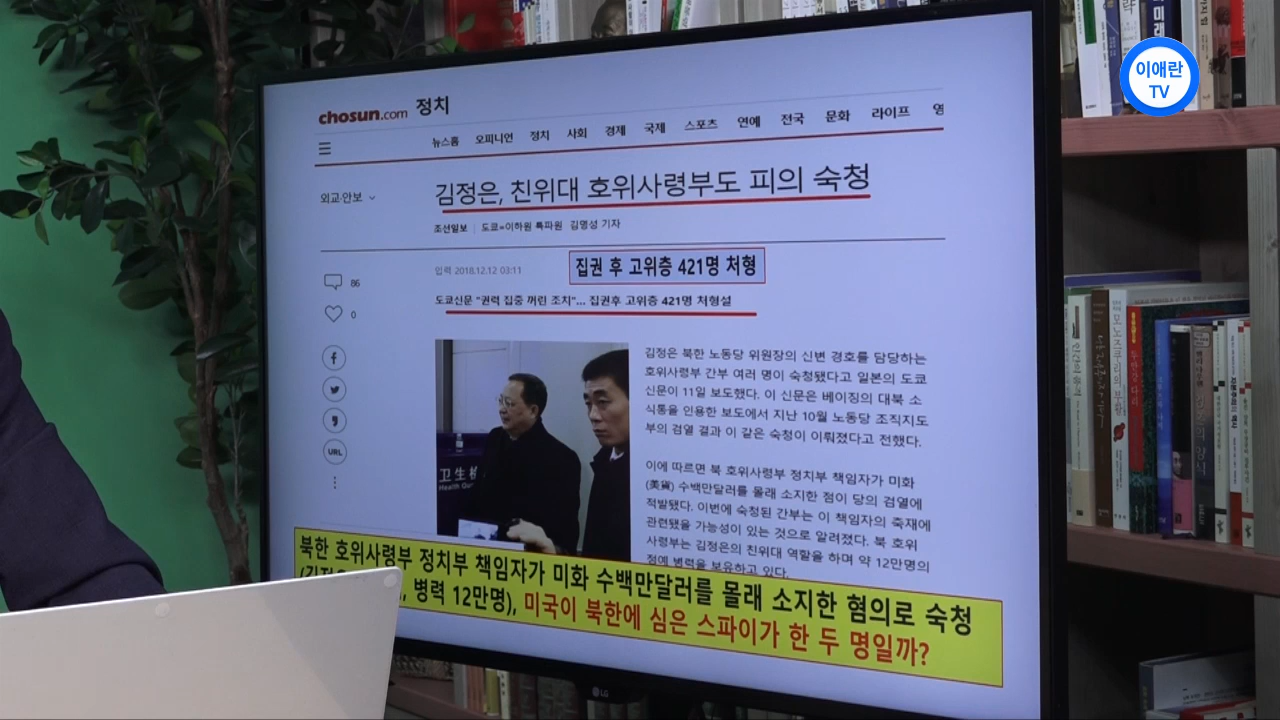 이애란
TV
chosun.com 정치
뉴스홈 오피니언 정치 사회 경제 국제 스포츠 연예 전국 문화 라이프
외교·안보
김정은, 친위대 호위사령부도 피의 숙청
조선일보 도쿄=이하원 특파원 김명성 기자
입력 2018.12.12 03:11
집권 후 고위층 421명 처형
86
0
도쿄신문 "권력 집중 꺼린 조치"... 집권후 고위층 421명 처형설
URL
卫生检
Health Qu
김정은 북한 노동당 위원장의 신변 경호를 담당하는
호위사령부 간부 여러 명이 숙청됐다고 일본의 도쿄
신문이 11일 보도했다. 이 신문은 베이징의 대북 소
식통을 인용한 보도에서 지난 10월 노동당 조직지도
부의 검열 결과 이 같은 숙청이 이뤄졌다고 전했다.
이에 따르면 북 호위사령부 정치부 책임자가 미화
(美貨) 수백만달러를 몰래 소지한 점이 당의 검열에
적발됐다. 이번에 숙청된 간부는 이 책임자의 축재에
관련됐을 가능성이 있는 것으로 알려졌다. 북 호위
사령부는 김정은의 친위대 역할을 하며 약 12만명의
정예 병력을 보유하고 있다.
북한 호위사령부 정치부 책임자가 미화 수백만달러를 몰래 소지한 혐의로 숙청
병력 12만명), 미국이 북한에 심은 스파이가 한 두 명일까?
LG